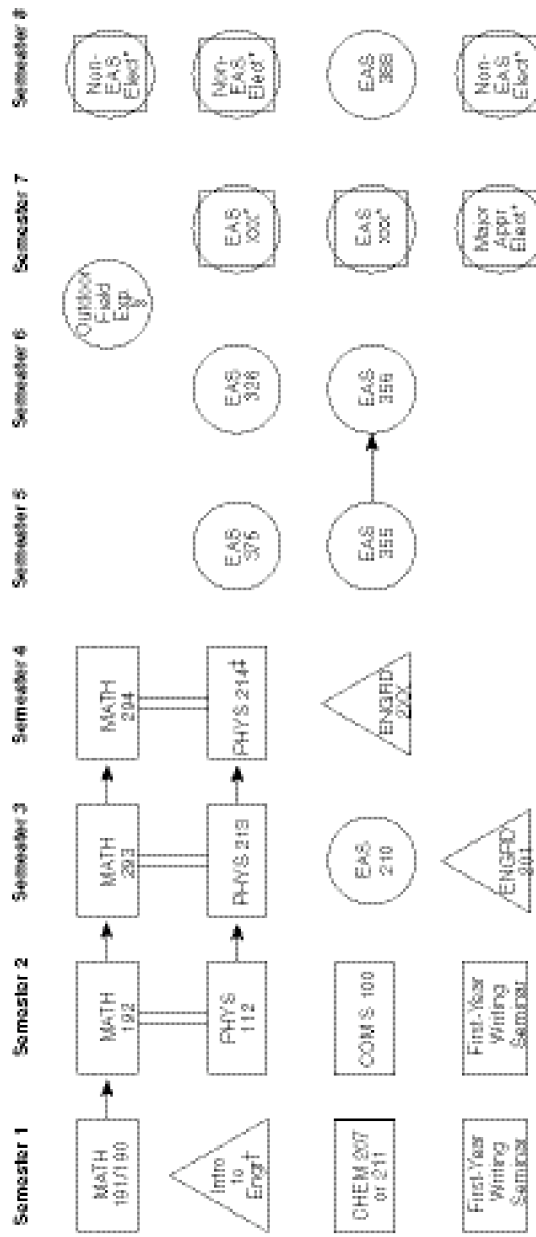 Semester 1
MATH
191/190
Intro
to
Engr†
CHEM 207
or 211
First-Year
Writing
Seminar
Semester 2
MATH
192
PHYS
112
COM S 100
First-Year
Writing
Seminar
Semester 3
MATH
293
PHYS 213
EAS
210
ENGRD
201
Semester 4
MATH
294
PHYS 214‡
ENGRD
2XX
Semester 5
EAS
375
EAS
355
Semester 6
EAS
326
EAS
356
Outdoor
Field
Exp
Semester 7
EAS
xxx*
EAS
xxx*
Major
Appr
Elect*
Semester 8
Non-
EAS
Elect*
Non-
EAS
Elect*
EAS
Non-
EAS
Elect*